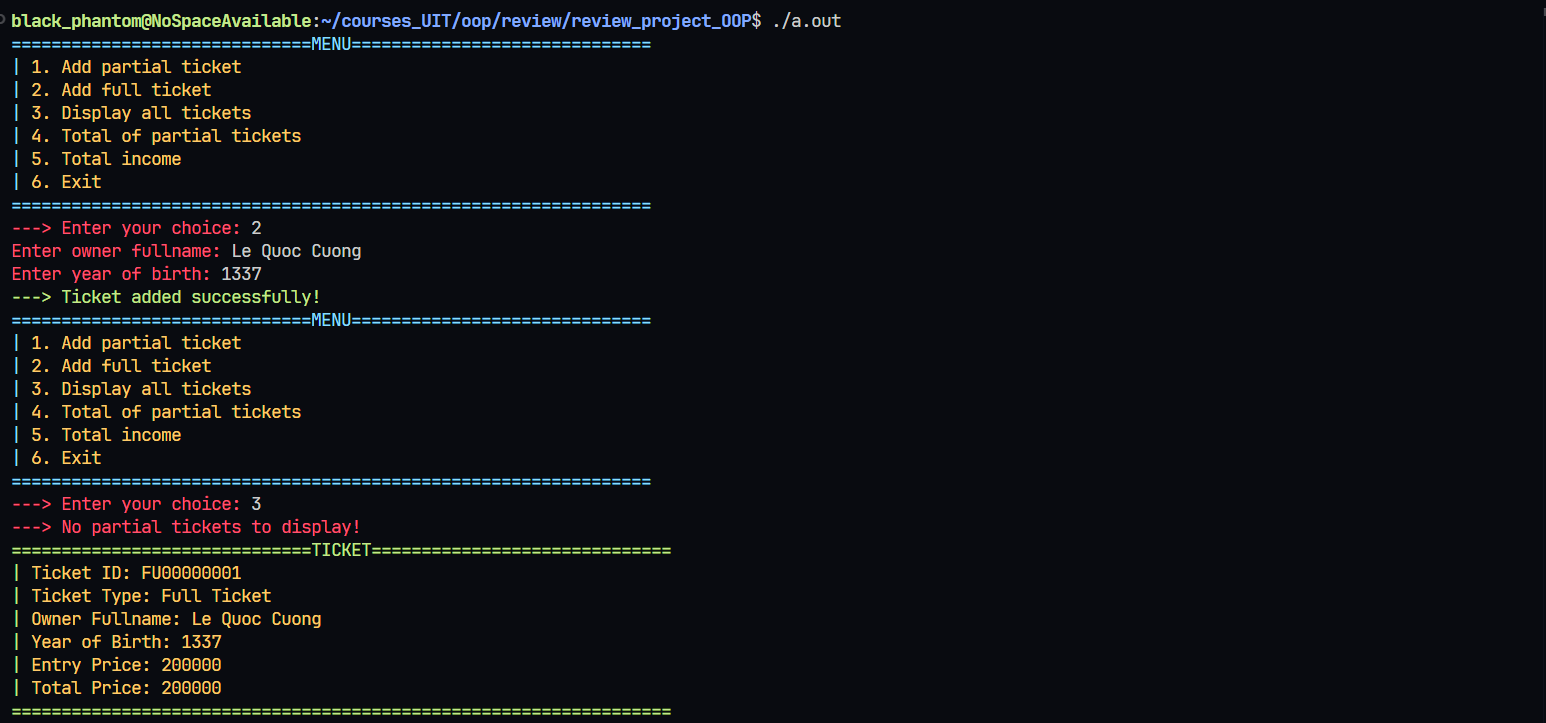 black_phantom@NoSpaceAvailable:~/courses_UIT/oop/review/review_project_OOP$ ./a.out
==============================MENU==============================
| 1. Add partial ticket
| 2. Add full ticket
| 3. Display all tickets
| 4. Total of partial tickets
| 5. Total income
| 6. Exit
================================================================
---> Enter your choice: 2
Enter owner fullname: Le Quoc Cuong
Enter year of birth: 1337
---> Ticket added successfully!
==============================MENU==============================
| 1. Add partial ticket
| 2. Add full ticket
| 3. Display all tickets
| 4. Total of partial tickets
| 5. Total income
| 6. Exit
================================================================
---> Enter your choice: 3
---> No partial tickets to display!
==============================TICKET==============================
| Ticket ID: FU00000001
| Ticket Type: Full Ticket
| Owner Fullname: Le Quoc Cuong
| Year of Birth: 1337
| Entry Price: 200000
| Total Price: 200000
==================================================================